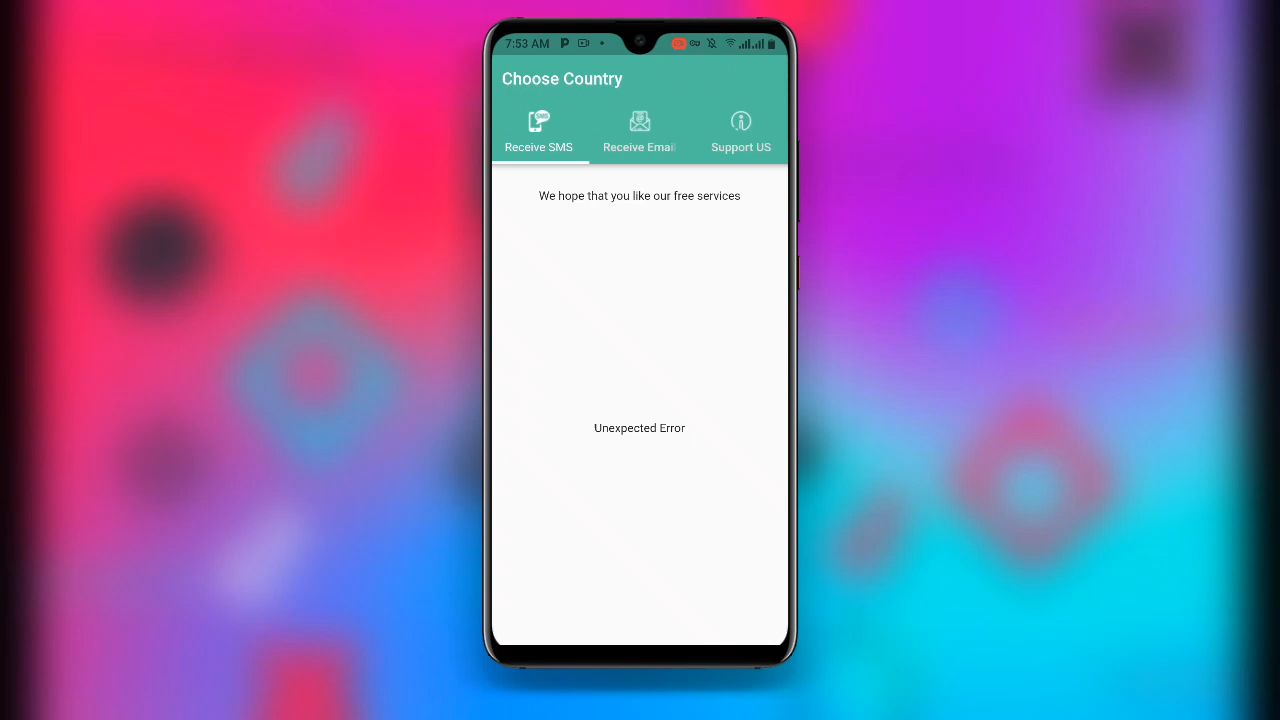 7:53 AM
Choose Country
SMS
Receive SMS
Receive Email
Support US
We hope that you like our free services
Unexpected Error